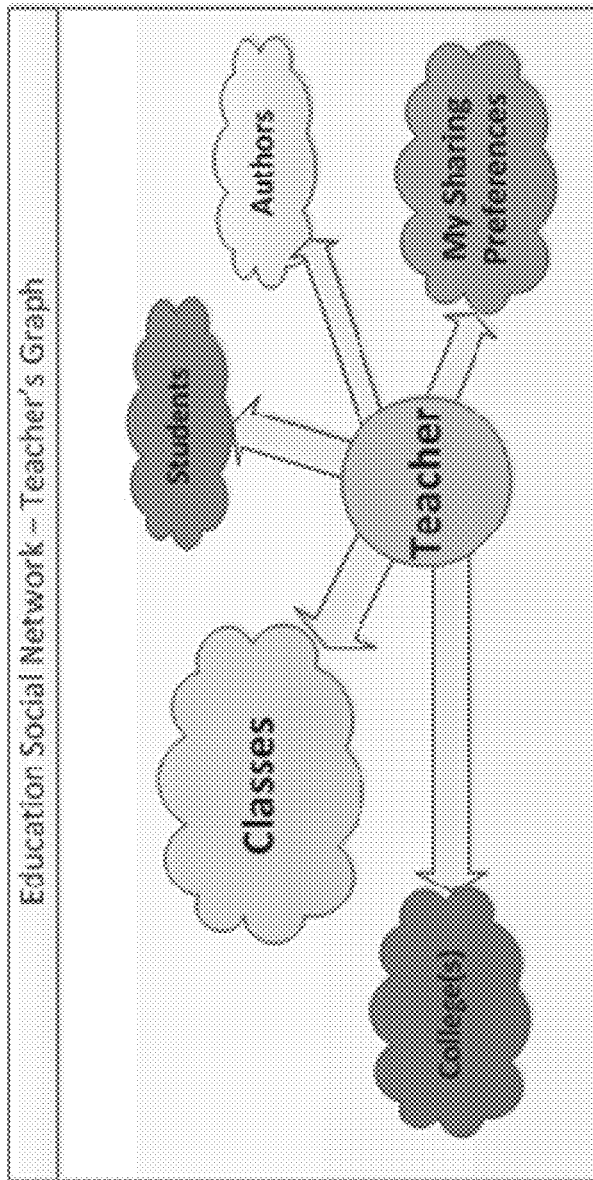 Education Social Network – Teacher's Graph
Classes
Students
Authors
College(s)
Teacher
My Sharing
Preferences